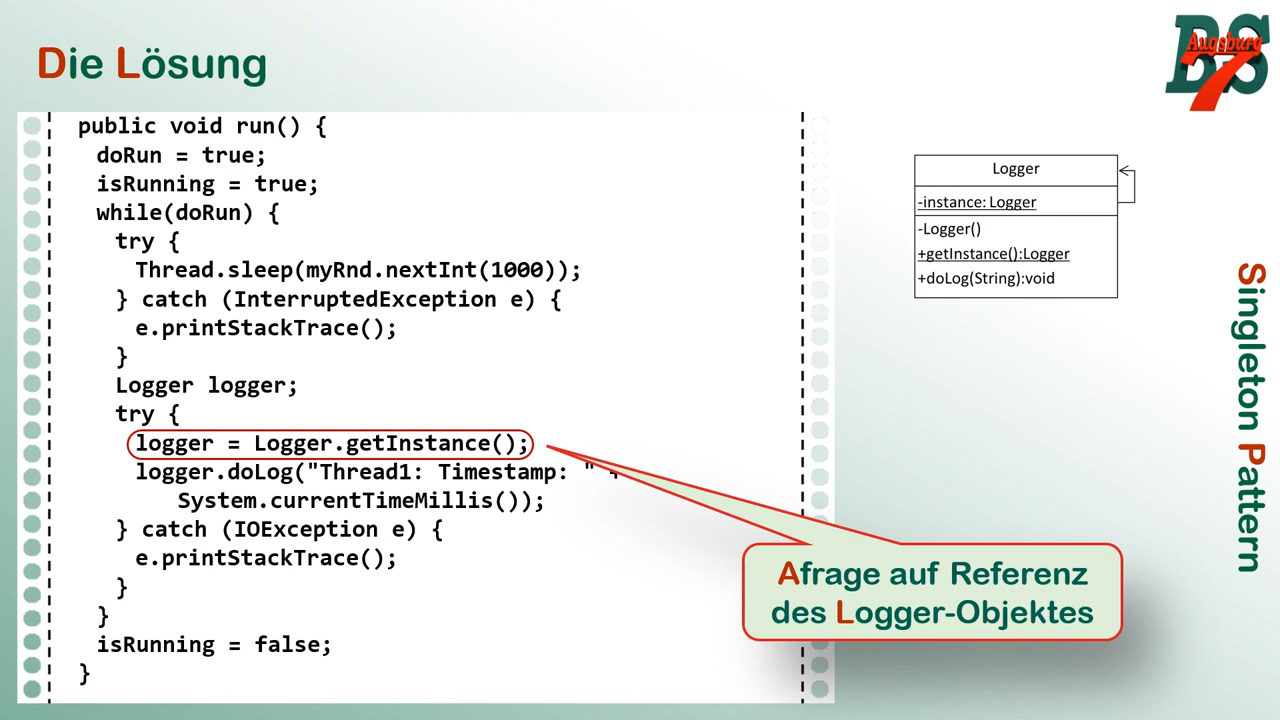 Die Lösung
BS
Augsburg
7
public void run() {
doRun = true;
isRunning = true;
while(doRun) {
try {
Thread.sleep(myRnd.nextInt(1000));
} catch (InterruptedException e) {
e.printStackTrace();
}
Logger logger;
try {
logger = Logger.getInstance();
logger.doLog("Thread1: Timestamp: " +
System.currentTimeMillis());
} catch (IOException e) {
e.printStackTrace();
}
}
isRunning = false;
}
Logger
-instance: Logger
-Logger()
+getInstance():Logger
+doLog(String):void
Afrage auf Referenz
des Logger-Objektes
Singleton Pattern